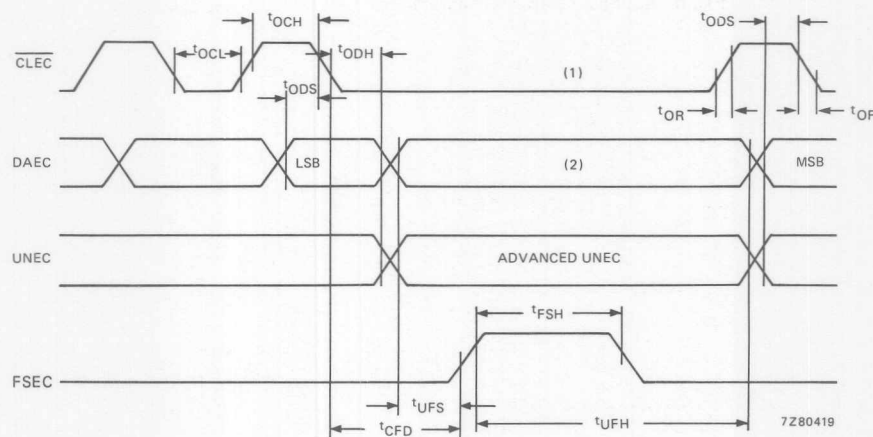 tOCH
tODS
CLEC
tOCL
tODH
(1)
tODS
tOR
tOF
DAEC
LSB
(2)
MSB
UNEC
ADVANCED UNEC
tFSH
FSEC
tUFS
tCFD
tUFH
7Z80419